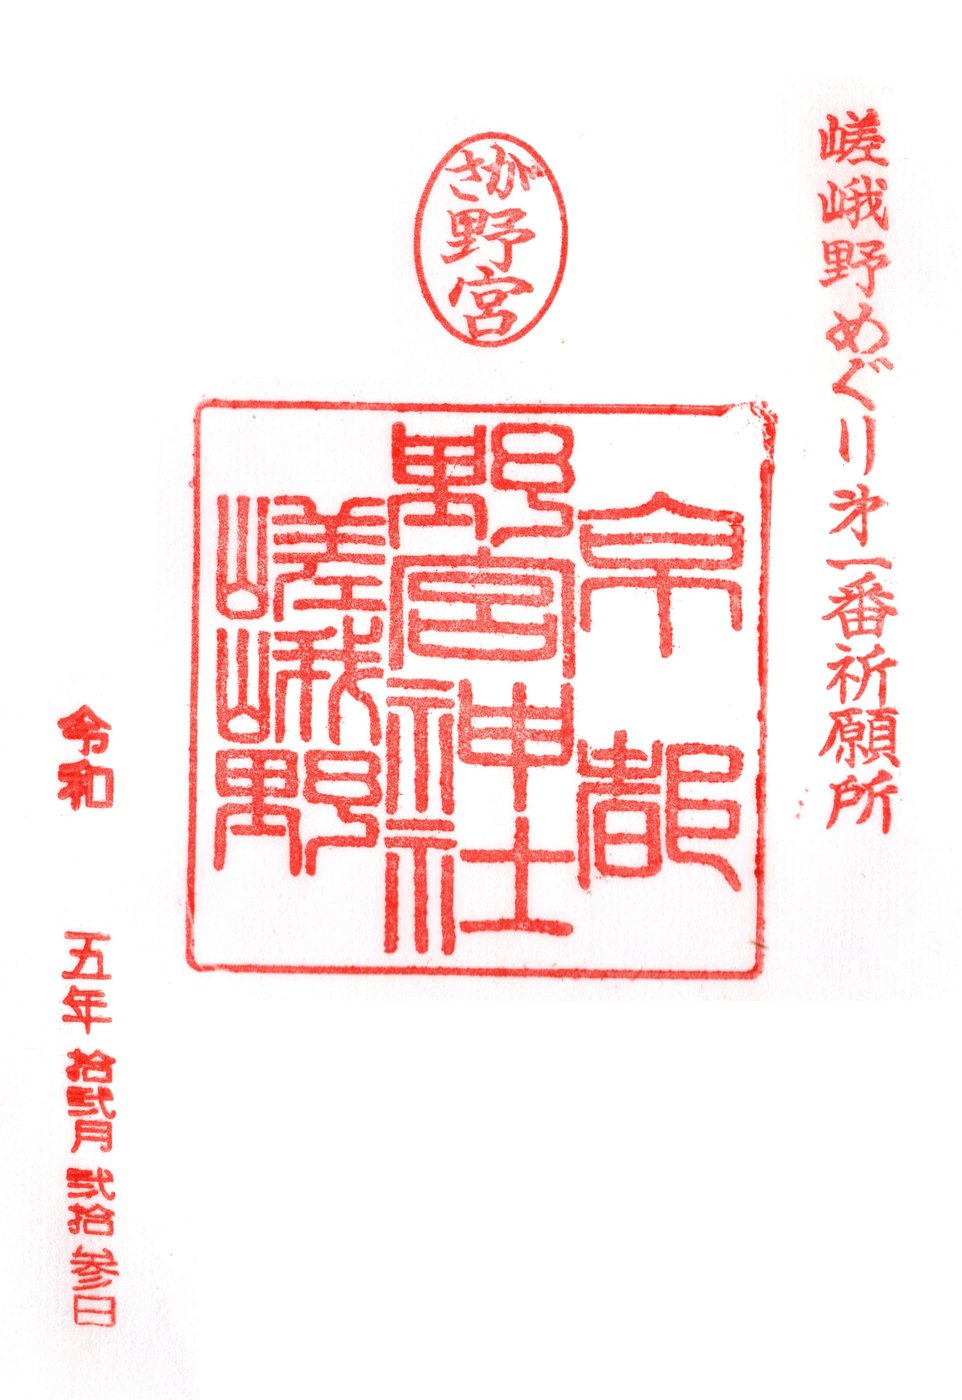 嵯峨野めぐり㐧一番祈願所
さが
野宮
京都
野宮神社
嵯峨野
令和 五年拾弐月弐拾参日